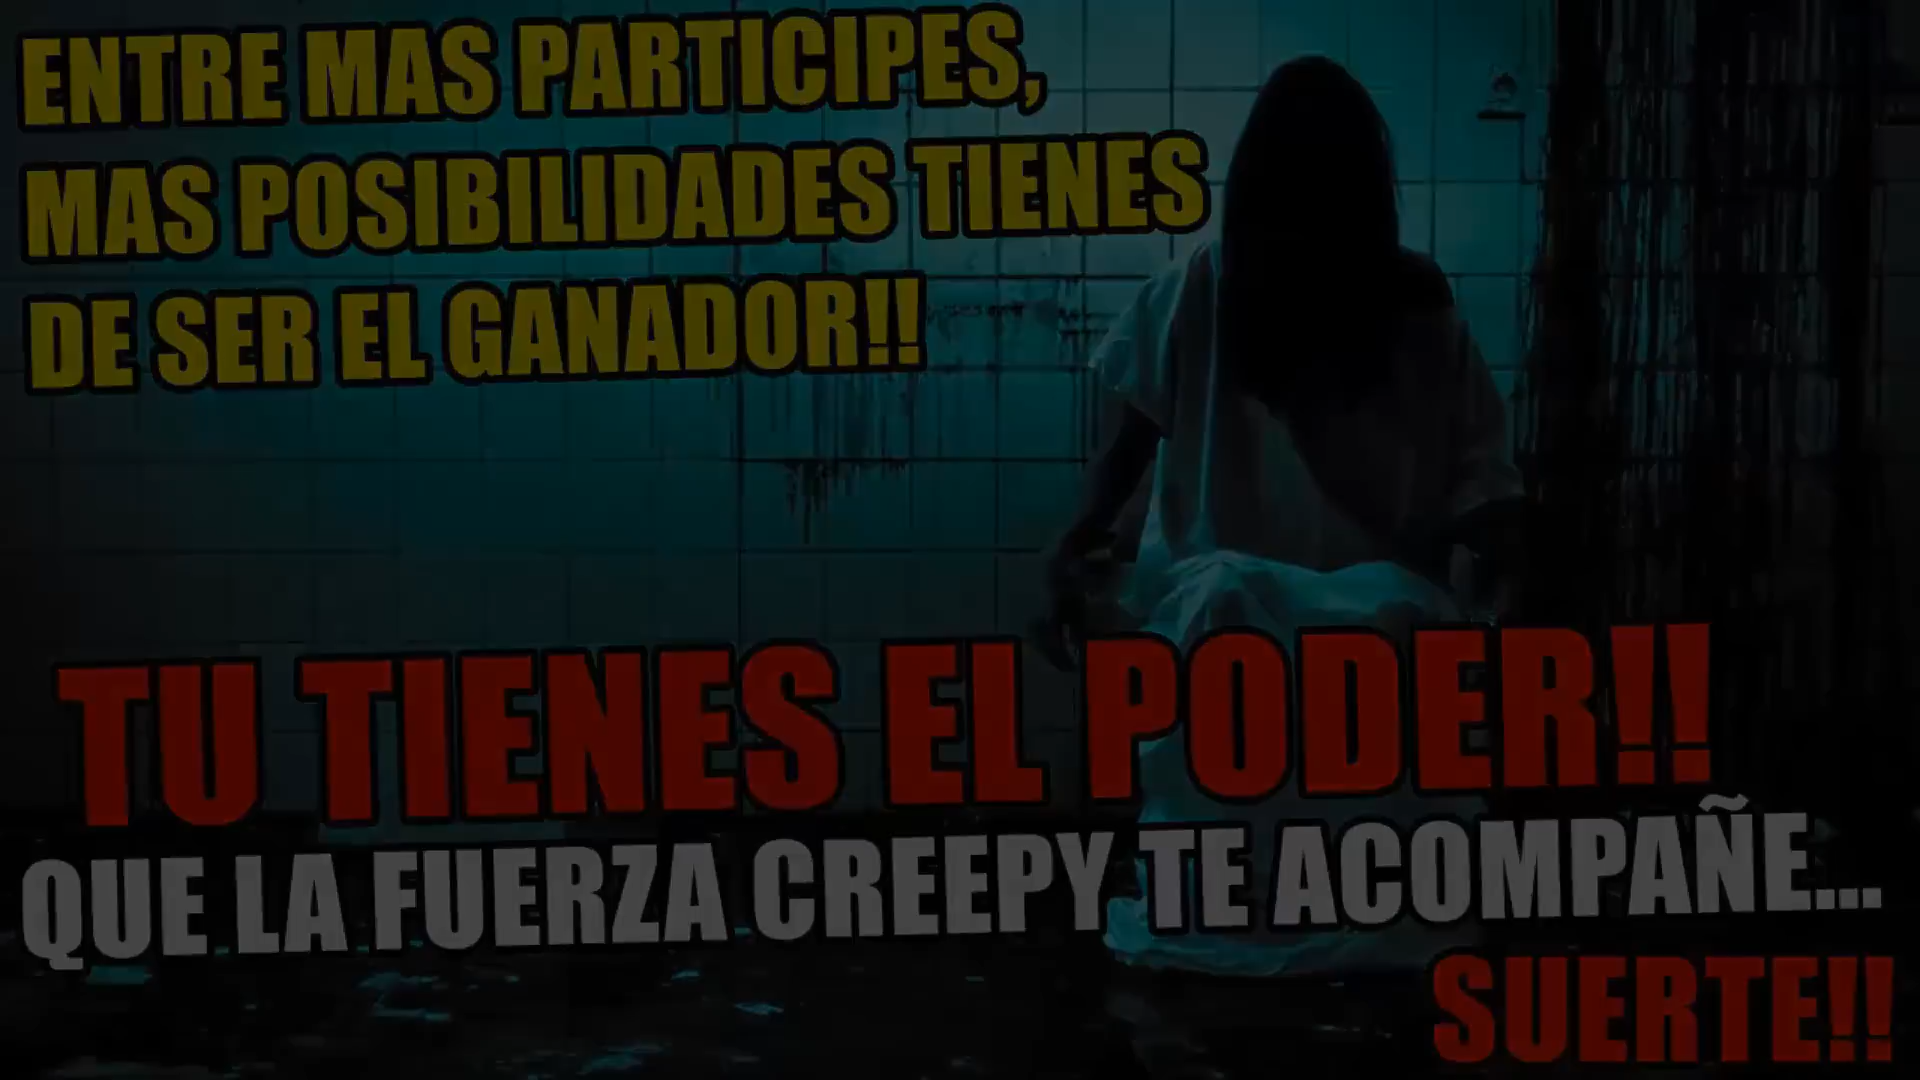 ENTRE MAS PARTICIPES,
MAS POSIBILIDADES TIENES
DE SER EL GANADOR!!
TU TIENES EL PODER!!
QUE LA FUERZA CREEPY TE ACOMPAÑE...
SUERTE!!